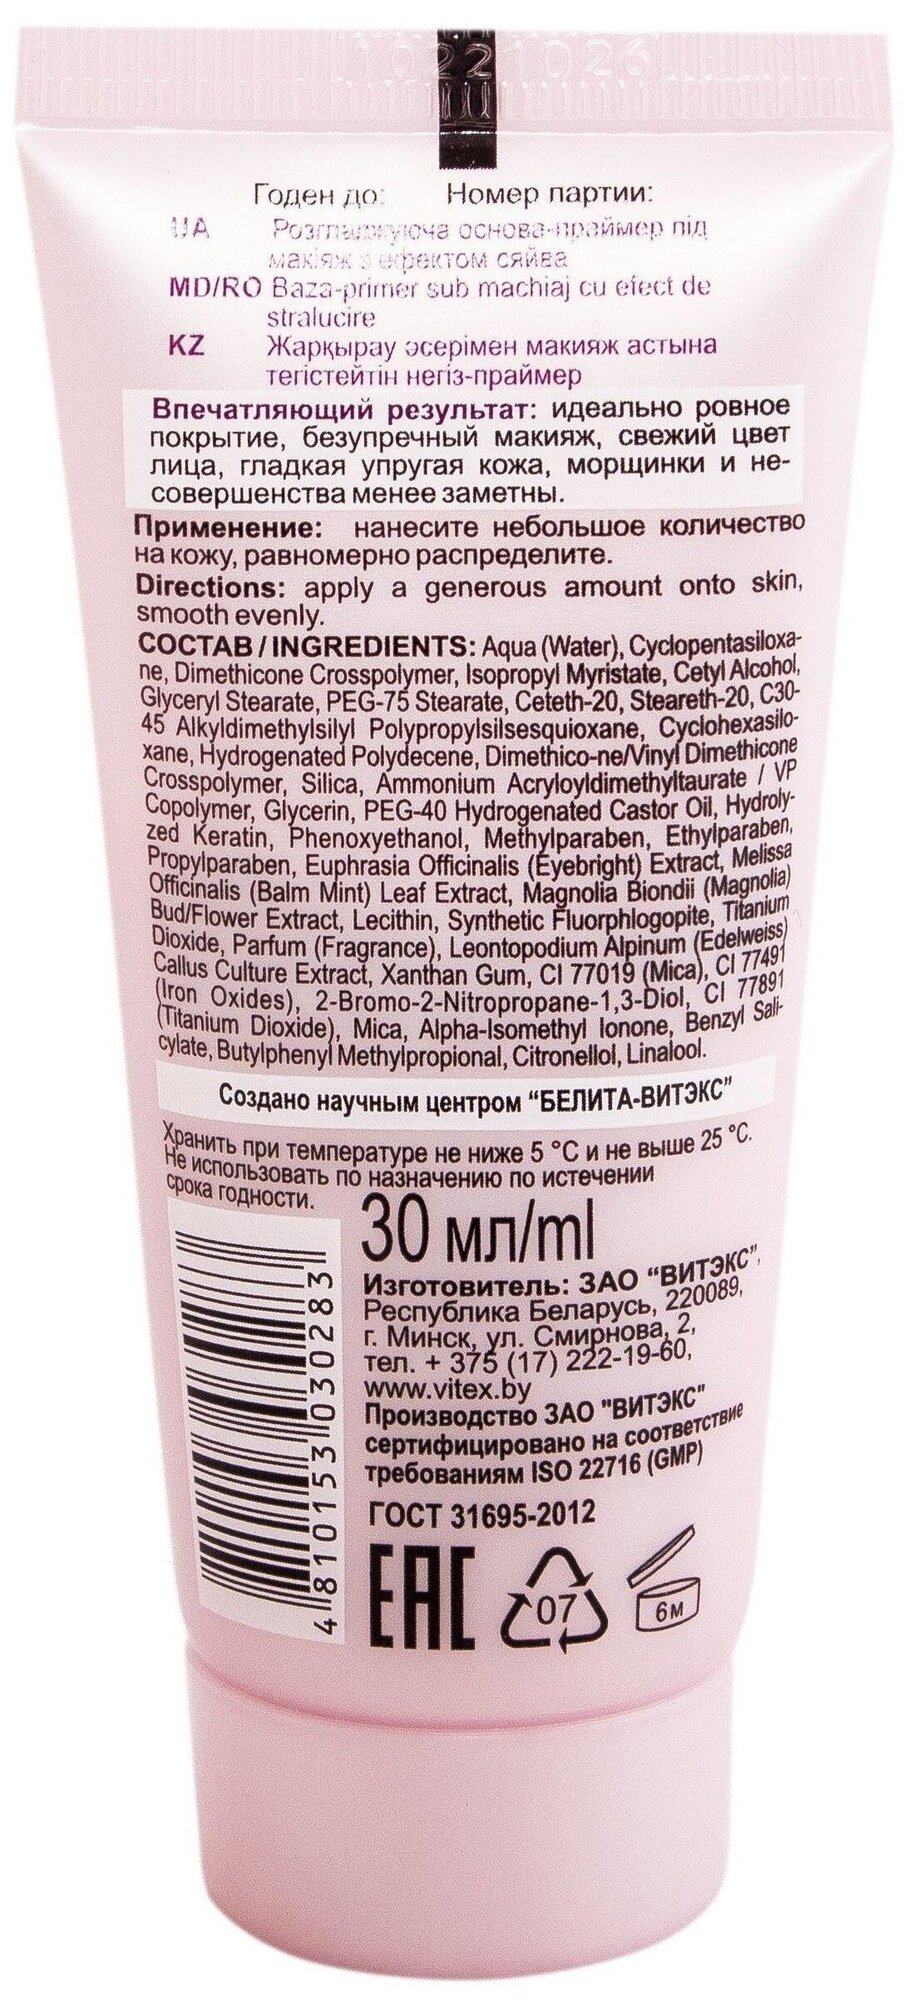 1022 1026
Годен до: Номер партии:
UA Розгладжуюча основа-праймер під
макіяж з ефектом сяйва
MD/RO Baza-primer sub machiaj cu efect de
stralucire
KZ Жарқырау әсерімен макияж астына
тегістейтін негіз-праймер
Впечатляющий результат: идеально ровное
покрытие, безупречный макияж, свежий цвет
лица, гладкая упругая кожа, морщинки и не-
совершенства менее заметны.
Применение: нанесите небольшое количество
на кожу, равномерно распределите.
Directions: apply a generous amount onto skin,
smooth evenly.
СОСТАВ / INGREDIENTS: Aqua (Water), Cyclopentasiloxa-
ne, Dimethicone Crosspolymer, Isopropyl Myristate, Cetyl Alcohol,
Glyceryl Stearate, PEG-75 Stearate, Ceteth-20, Steareth-20, C30-
45 Alkyldimethylsilyl Polypropylsilsesquioxane, Cyclohexasilo-
xane, Hydrogenated Polydecene, Dimethico-ne/Vinyl Dimethicone
Crosspolymer, Silica, Ammonium Acryloyldimethyltaurate / VP
Copolymer, Glycerin, PEG-40 Hydrogenated Castor Oil, Hydroly-
zed Keratin, Phenoxyethanol, Methylparaben, Ethylparaben,
Propylparaben, Euphrasia Officinalis (Eyebright) Extract, Melissa
Officinalis (Balm Mint) Leaf Extract, Magnolia Biondii (Magnolia)
Bud/Flower Extract, Lecithin, Synthetic Fluorphlogopite, Titanium
Dioxide, Parfum (Fragrance), Leontopodium Alpinum (Edelweiss)
Callus Culture Extract, Xanthan Gum, CI 77019 (Mica), CI 77491
(Iron Oxides), 2-Bromo-2-Nitropropane-1,3-Diol, CI 77891
(Titanium Dioxide), Mica, Alpha-Isomethyl Ionone, Benzyl Sali-
cylate, Butylphenyl Methylpropional, Citronellol, Linalool.
Создано научным центром "БЕЛИТА-ВИТЭКС"
Хранить при температуре не ниже 5 °C и не выше 25 °C.
Не использовать по назначению по истечении
срока годности.
30 мл/ml
Изготовитель: ЗАО "ВИТЭКС",
Республика Беларусь, 220089,
г. Минск, ул. Смирнова, 2,
тел. + 375 (17) 222-19-60,
www.vitex.by
Производство ЗАО "ВИТЭКС"
сертифицировано на соответствие
требованиям ISO 22716 (GMP)
ГОСТ 31695-2012
4 810153 030283
EAC
07
6м